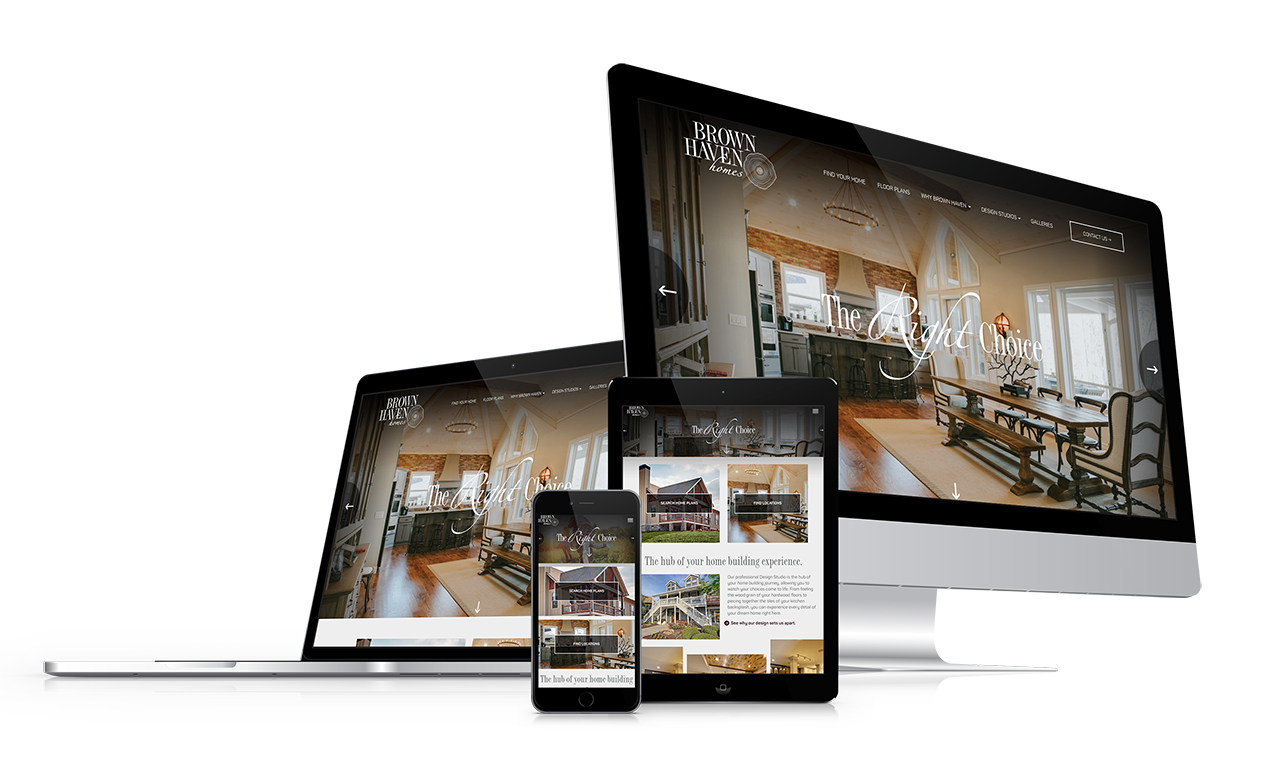 BROWN
HAVEN
homes
FIND YOUR HOME
FLOOR PLANS
WHY BROWN HAVEN
DESIGN STUDIOS
GALLERIES
CONTACT US
The Right Choice
BROWN
HAVEN
homes
FIND YOUR HOME
FLOOR PLANS
WHY BROWN HAVEN
DESIGN STUDIOS
GALLERIES
The Right Choice
BROWN
HAVEN
homes
The Right Choice
SEARCH HOME PLANS
FIND LOCATIONS
The hub of your home building experience.
Our professional Design Studio is the hub of
your home building journey, allowing you to
watch your choices come to life. From feeling
the wood grain of your hardwood floors to
piecing together the tiles of your kitchen
backsplash, you can experience every detail of
your dream home right here.
See why our design sets us apart.
BROWN
HAVEN
homes
The Right Choice
SEARCH HOME PLANS
FIND LOCATIONS
The hub of your home building